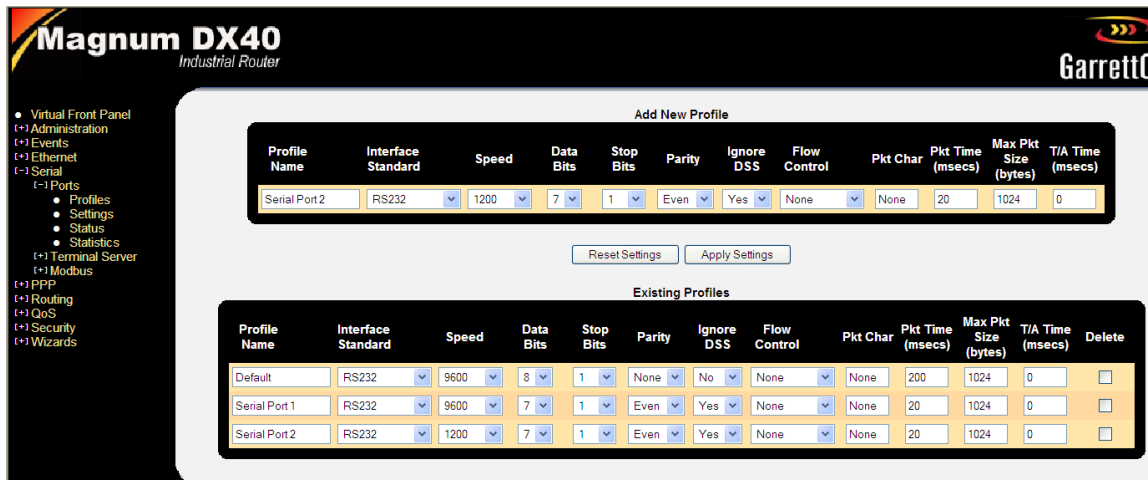 Magnum DX40
Industrial Router
GarrettC
Virtual Front Panel
[+] Administration
[+] Events
[+] Ethernet
[-] Serial
[-] Ports
Profiles
Settings
Status
Statistics
[+] Terminal Server
[+] Modbus
[+] PPP
[+] Routing
[+] QoS
[+] Security
[+] Wizards
Add New Profile
Profile Name Interface Standard Speed Data Bits Stop Bits Parity Ignore DSS Flow Control Pkt Char Pkt Time (msecs) Max Pkt Size (bytes) T/A Time (msecs)
Serial Port 2 RS232 1200 7 1 Even Yes None None 20 1024 0
Reset Settings Apply Settings
Existing Profiles
Profile Name Interface Standard Speed Data Bits Stop Bits Parity Ignore DSS Flow Control Pkt Char Pkt Time (msecs) Max Pkt Size (bytes) T/A Time (msecs) Delete
Default RS232 9600 8 1 None No None None 200 1024 0
Serial Port 1 RS232 9600 7 1 Even Yes None None 20 1024 0
Serial Port 2 RS232 1200 7 1 Even Yes None None 20 1024 0